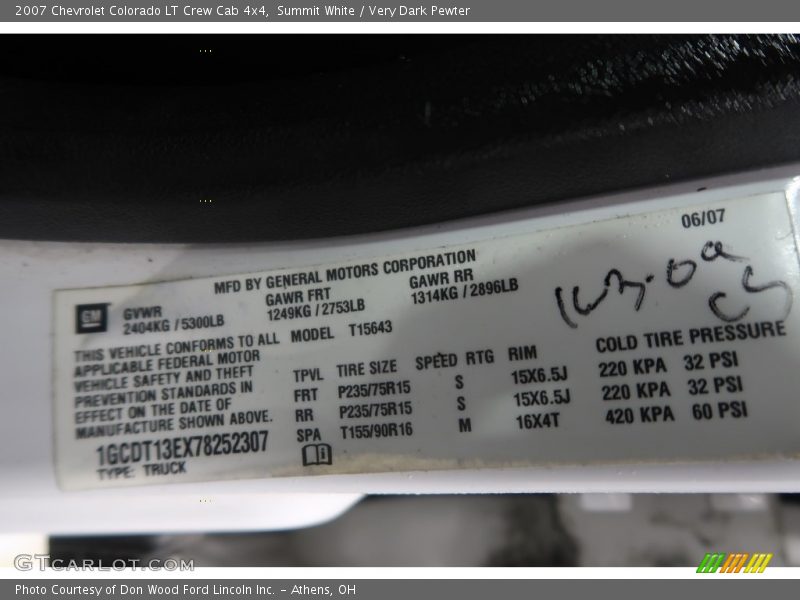 2007 Chevrolet Colorado LT Crew Cab 4x4, Summit White / Very Dark Pewter
06/07
MFD BY GENERAL MOTORS CORPORATION
GM GVWR GAWR FRT GAWR RR
2404KG / 5300LB 1249KG / 2753LB 1314KG / 2896LB
THIS VEHICLE CONFORMS TO ALL
APPLICABLE FEDERAL MOTOR
VEHICLE SAFETY AND THEFT
PREVENTION STANDARDS IN
EFFECT ON THE DATE OF
MANUFACTURE SHOWN ABOVE.
1GCDT13EX78252307
TYPE: TRUCK
MODEL T15643
COLD TIRE PRESSURE
TPVL TIRE SIZE SPEED RTG RIM
FRT P235/75R15 S 15X6.5J 220 KPA 32 PSI
RR P235/75R15 S 15X6.5J 220 KPA 32 PSI
SPA T155/90R16 M 16X4T 420 KPA 60 PSI
GTCARLOT.COM
Photo Courtesy of Don Wood Ford Lincoln Inc. – Athens, OH